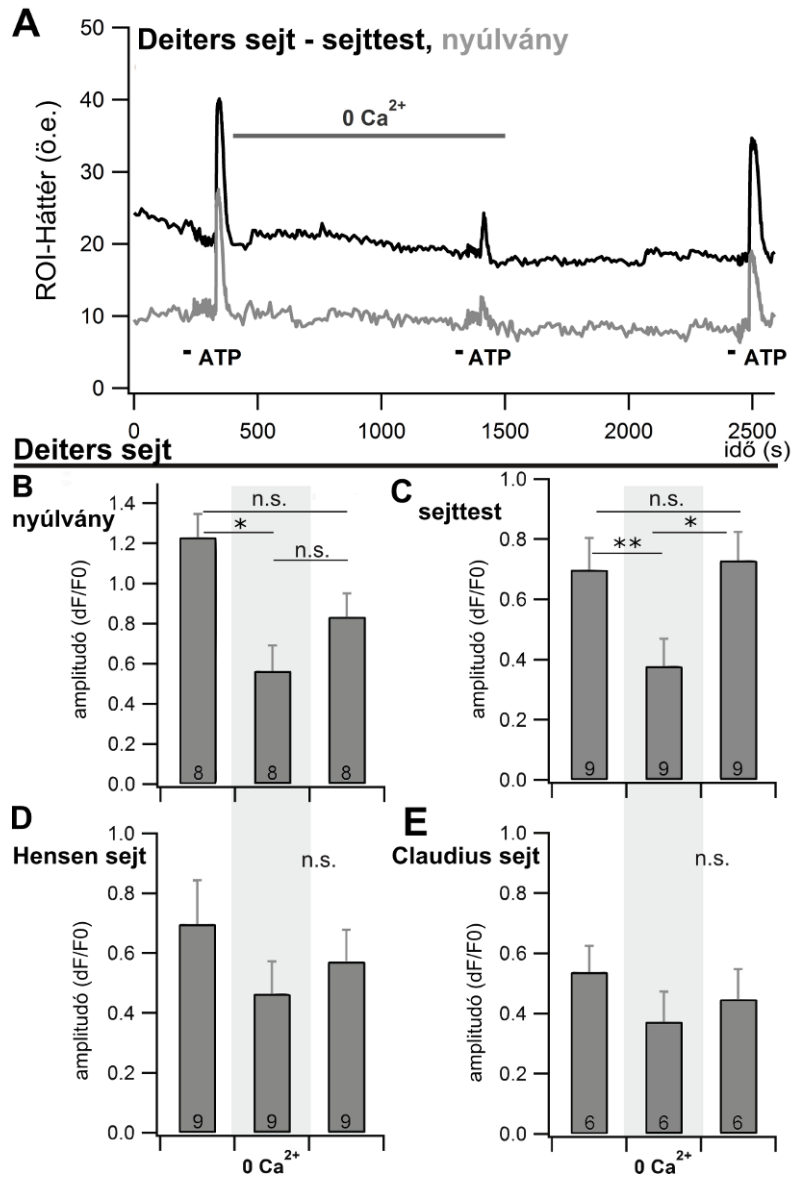 A
Deiters sejt - sejttest, nyúlvány
ROI-Háttér (ö.e.)
50
40
30
20
10
0
0 Ca2+
ATP ATP ATP
0 500 1000 1500 2000 2500
idő (s)
Deiters sejt
B
nyúlvány
amplitudó (dF/F0)
1.4
1.2
1.0
0.8
0.6
0.4
0.2
0.0
n.s.
*
n.s.
8 8 8
C
sejttest
amplitudó (dF/F0)
1.0
0.8
0.6
0.4
0.2
0.0
n.s.
*
**
9 9 9
D
Hensen sejt
amplitudó (dF/F0)
1.0
0.8
0.6
0.4
0.2
0.0
n.s.
9 9 9
0 Ca2+
E
Claudius sejt
amplitudó (dF/F0)
1.0
0.8
0.6
0.4
0.2
0.0
n.s.
6 6 6
0 Ca2+